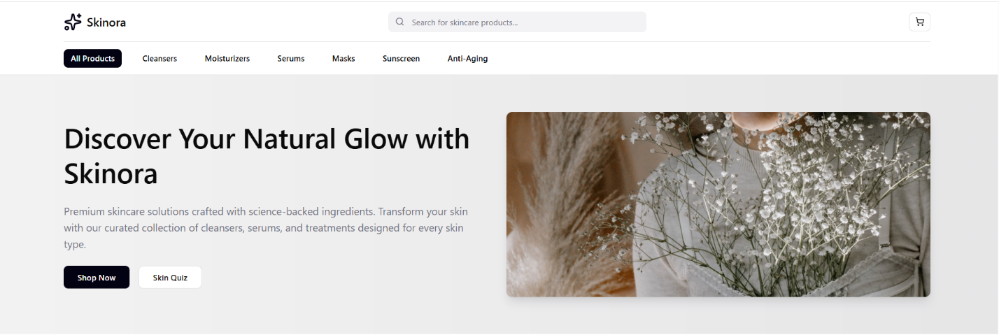 Skinora
Search for skincare products...
All Products
Cleansers
Moisturizers
Serums
Masks
Sunscreen
Anti-Aging
Discover Your Natural Glow with
Skinora
Premium skincare solutions crafted with science-backed ingredients. Transform your skin
with our curated collection of cleansers, serums, and treatments designed for every skin
type.
Shop Now
Skin Quiz